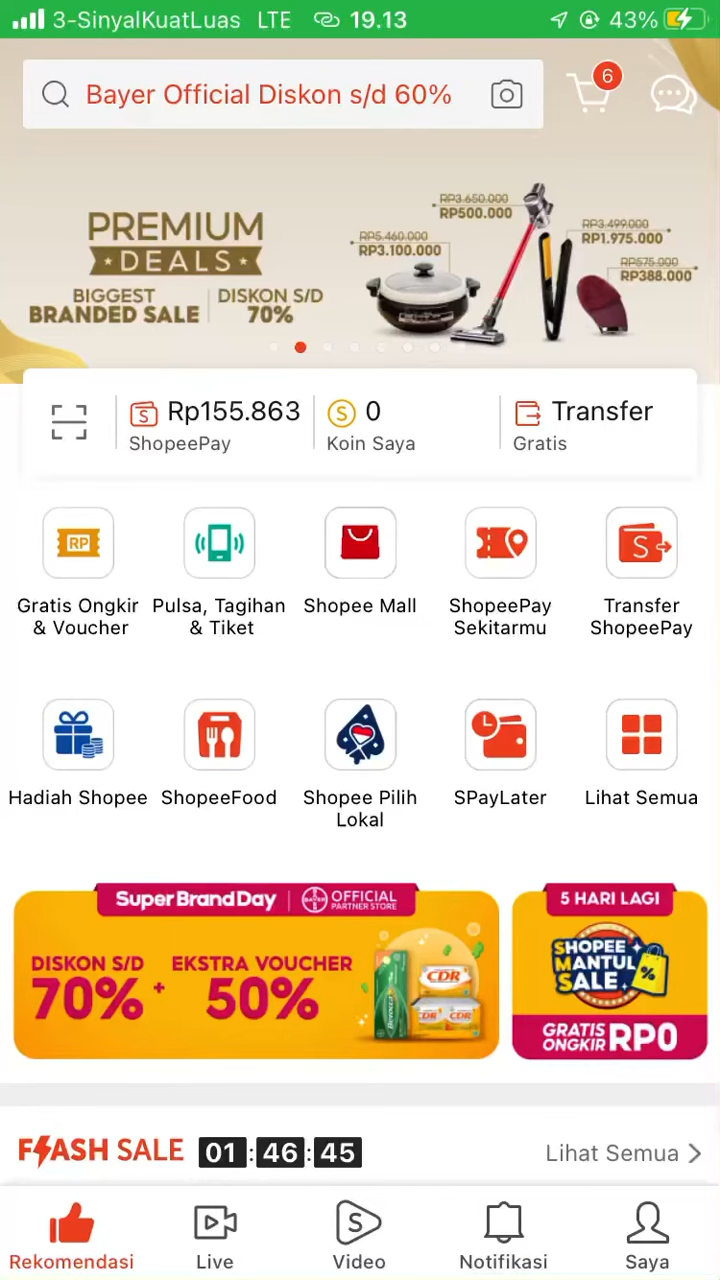 3-SinyalKuatLuas LTE 19.13 43%
Bayer Official Diskon s/d 60%
6
PREMIUM
DEALS
BIGGEST
BRANDED SALE
DISKON S/D
70%
RP5.460.000
RP3.100.000
RP3.650.000
RP500.000
RP3.499.000
RP1.975.000
RP575.000
RP388.000
Rp155.863
ShopeePay
0
Koin Saya
Transfer
Gratis
RP
Gratis Ongkir
& Voucher
Pulsa, Tagihan
& Tiket
Shopee Mall
ShopeePay
Sekitarmu
Transfer
ShopeePay
Hadiah Shopee
ShopeeFood
Shopee Pilih
Lokal
SPayLater
Lihat Semua
Super Brand Day
BAYER
OFFICIAL
PARTNER STORE
DISKON S/D
70%
+
EKSTRA VOUCHER
50%
CDR
CDR
CDR
5 HARI LAGI
SHOPEE
MANTUL
SALE
%
GRATIS
ONGKIR
RP0
FLASH SALE 01:46:45
Lihat Semua
Rekomendasi
Live
Video
Notifikasi
Saya